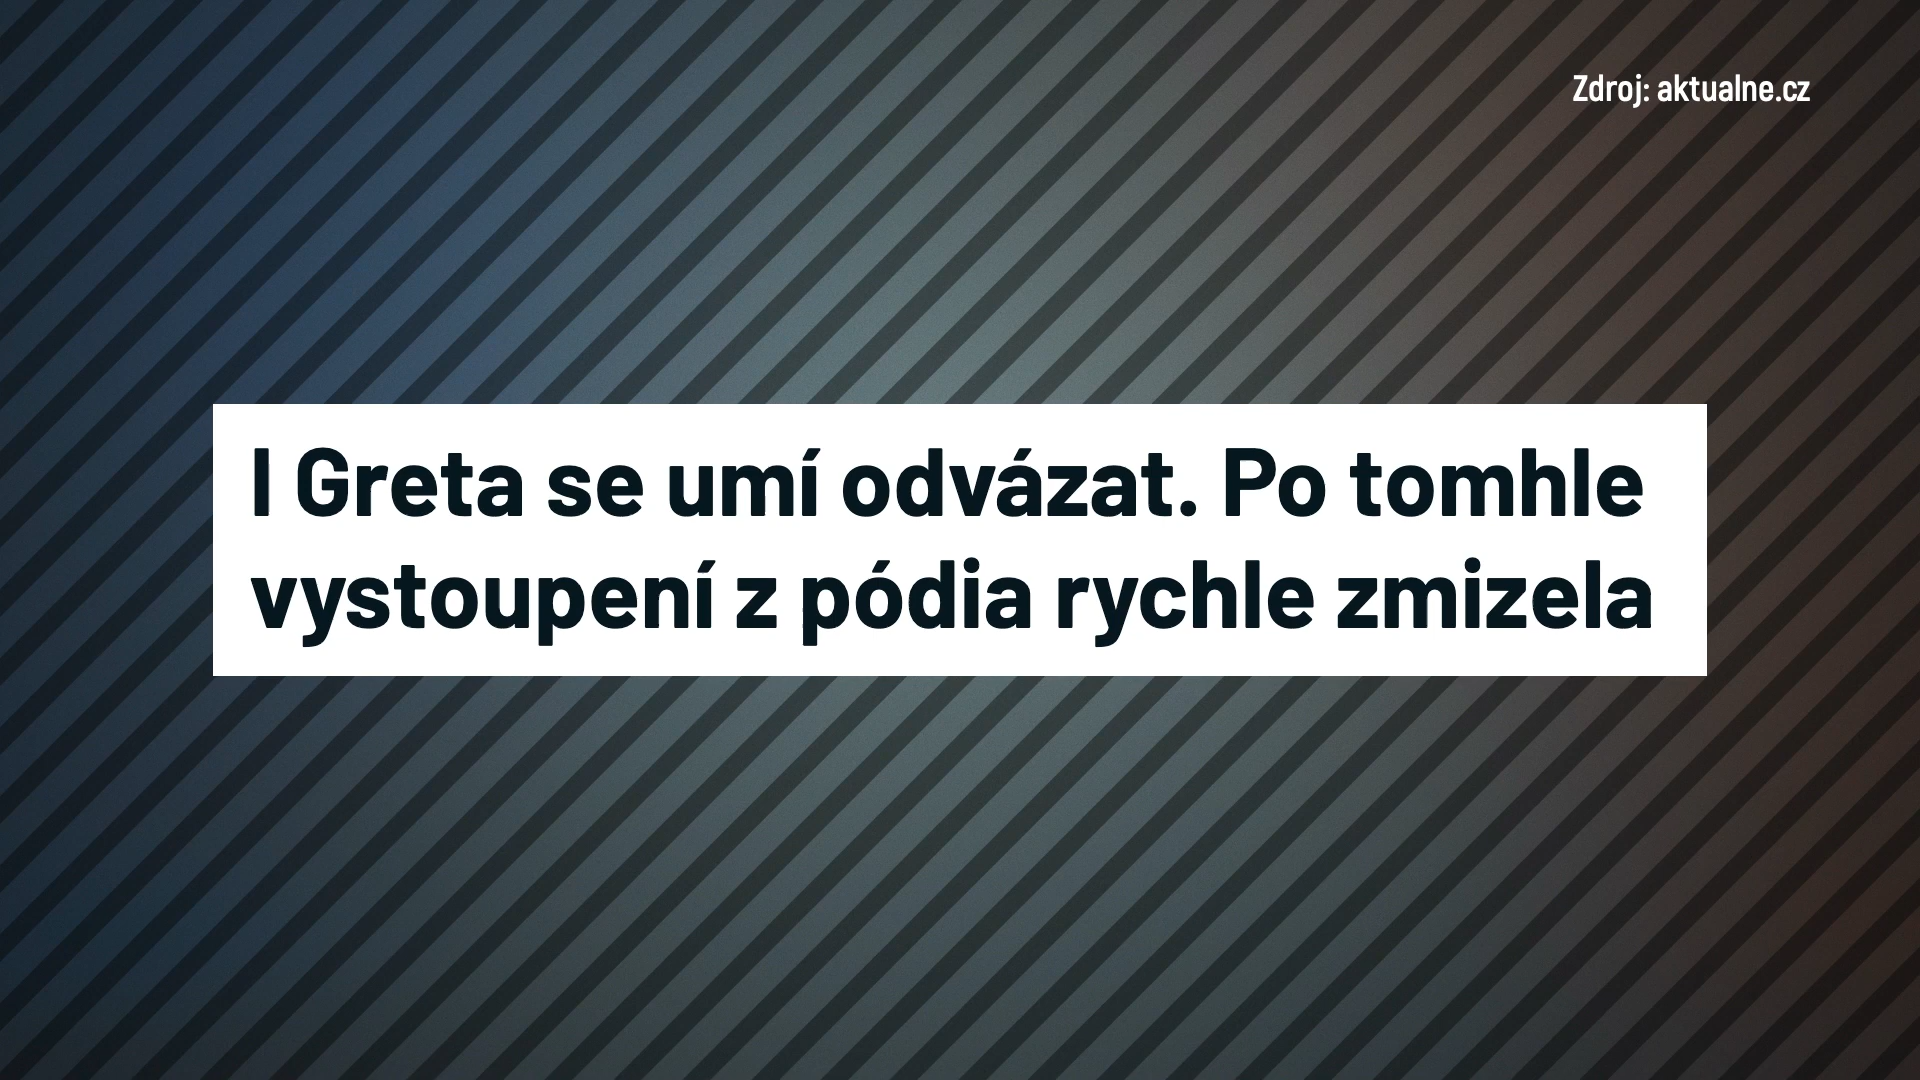 Zdroj: aktualne.cz
I Greta se umí odvázat. Po tomhle
vystoupení z pódia rychle zmizela